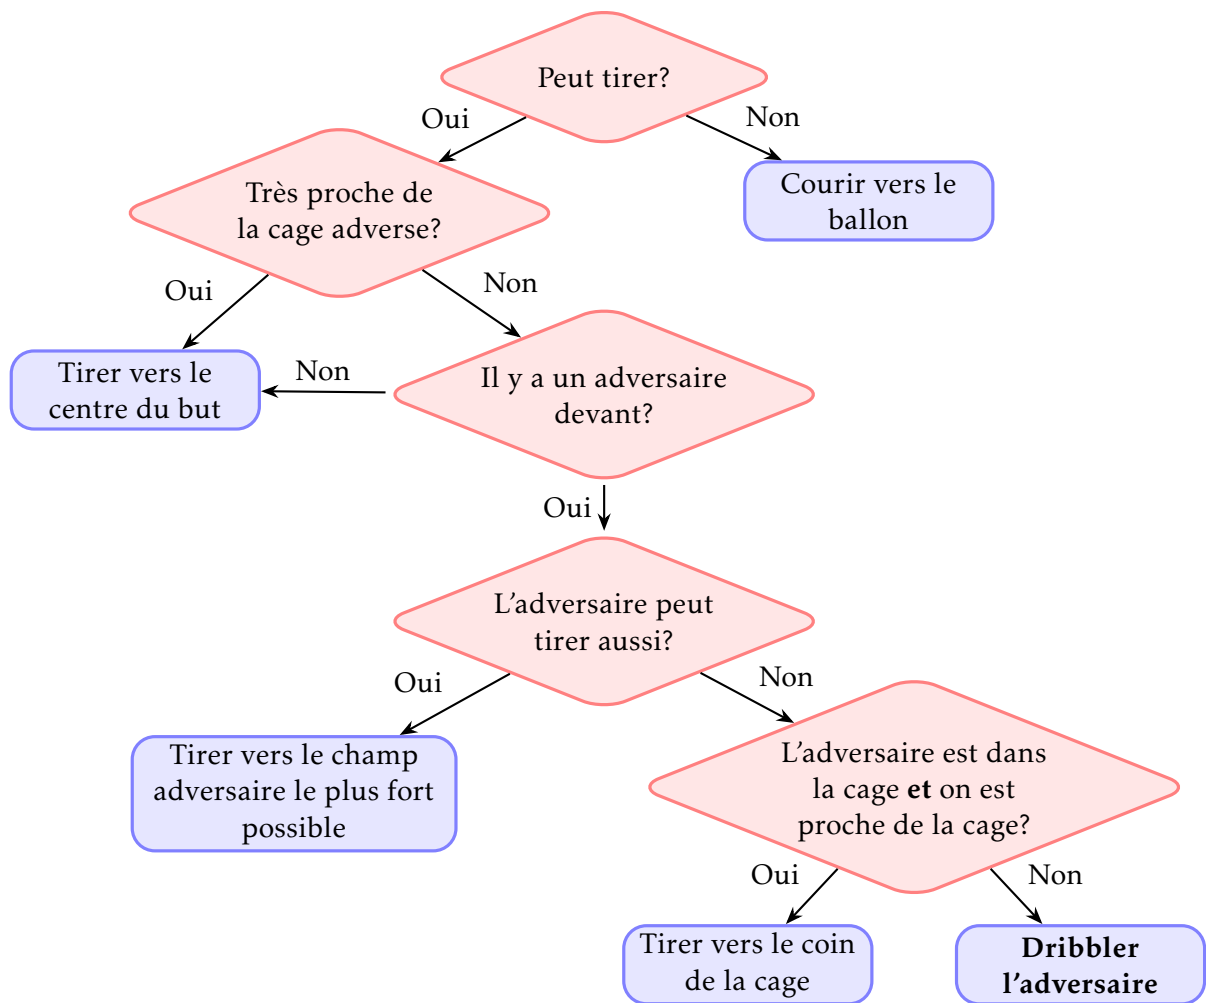 Peut tirer?
Oui
Non
Très proche de
la cage adverse?
Courir vers le
ballon
Oui
Non
Tirer vers le
centre du but
Non
Il y a un adversaire
devant?
Oui
L'adversaire peut
tirer aussi?
Oui
Non
Tirer vers le champ
adversaire le plus fort
possible
L'adversaire est dans
la cage et on est
proche de la cage?
Oui
Non
Tirer vers le coin
de la cage
Dribbler
l'adversaire